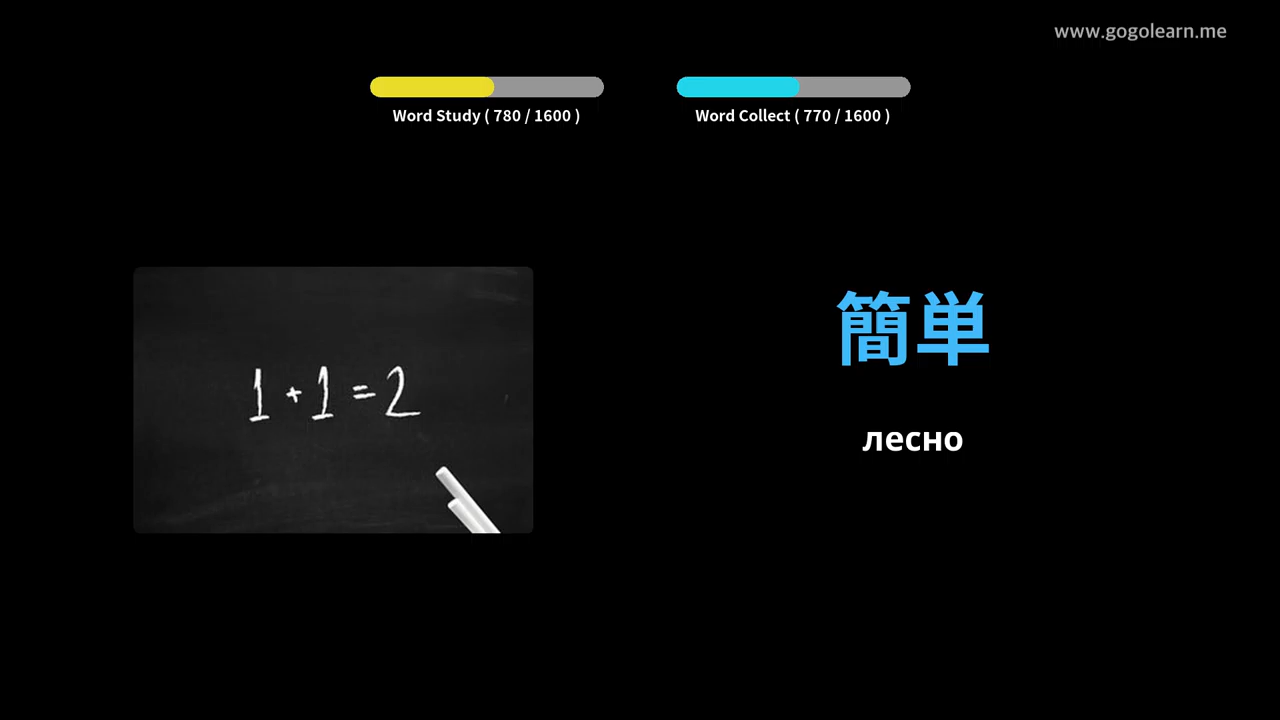 www.gogolearn.me
Word Study ( 780 / 1600 )
Word Collect ( 770 / 1600 )
1 + 1 = 2
簡単
лесно